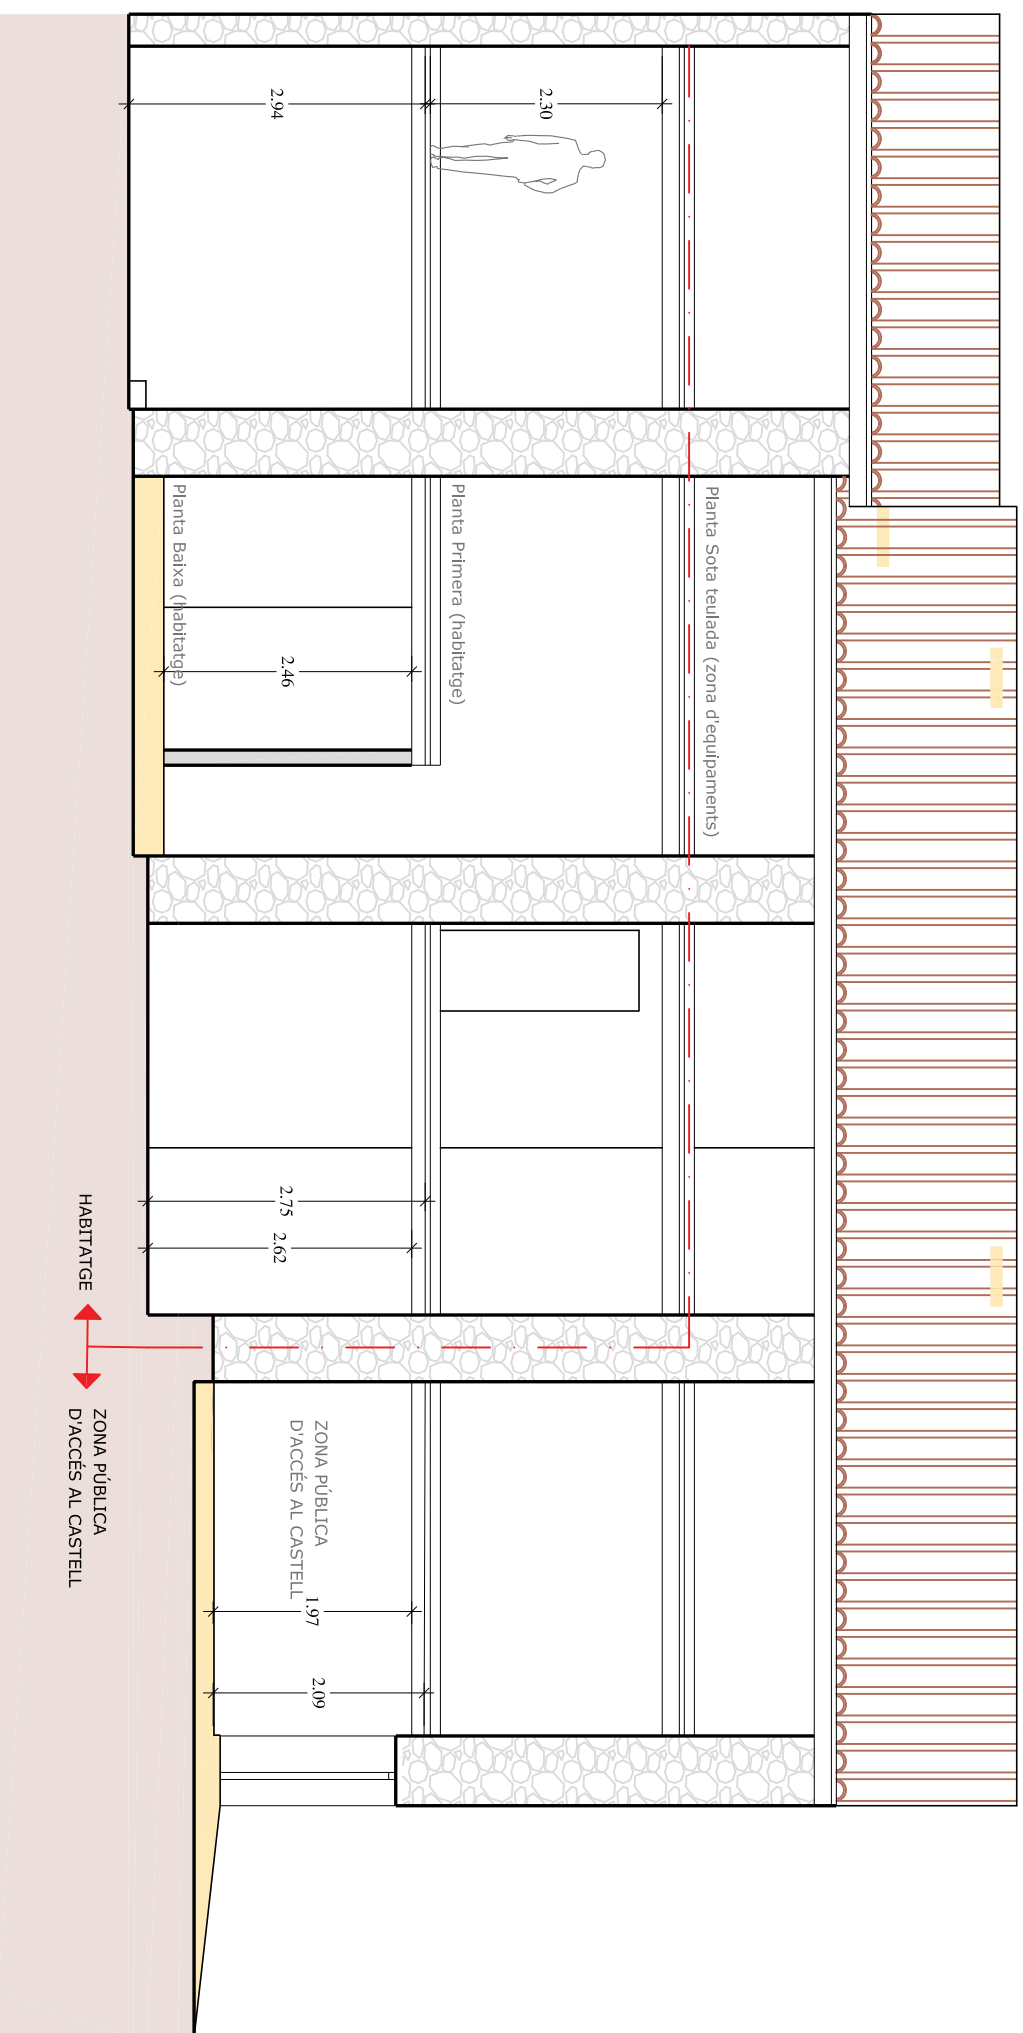 2.94
2.30
Planta Sota teulada (zona d'equipaments)
Planta Primera (habitatge)
Planta Baixa (habitatge)
2.46
2.75
2.62
ZONA PÚBLICA
D'ACCÉS AL CASTELL
1.97
2.09
HABITATGE
ZONA PÚBLICA
D'ACCÉS AL CASTELL